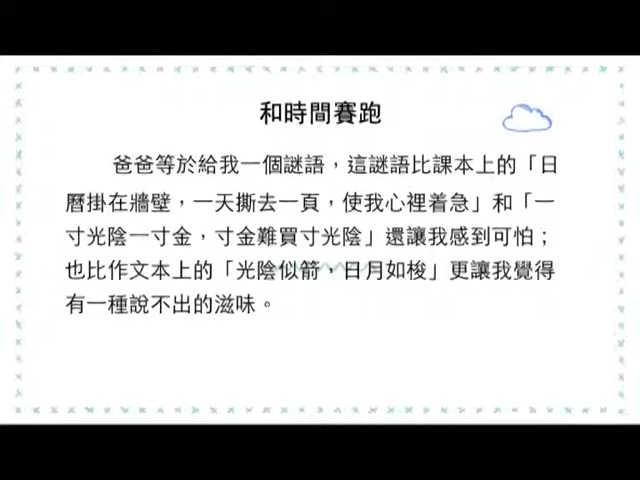 和時間賽跑
爸爸等於給我一個謎語，這謎語比課本上的「日
曆掛在牆壁，一天撕去一頁，使我心裡着急」和「一
寸光陰一寸金，寸金難買寸光陰」還讓我感到可怕；
也比作文本上的「光陰似箭，日月如梭」更讓我覺得
有一種說不出的滋味。